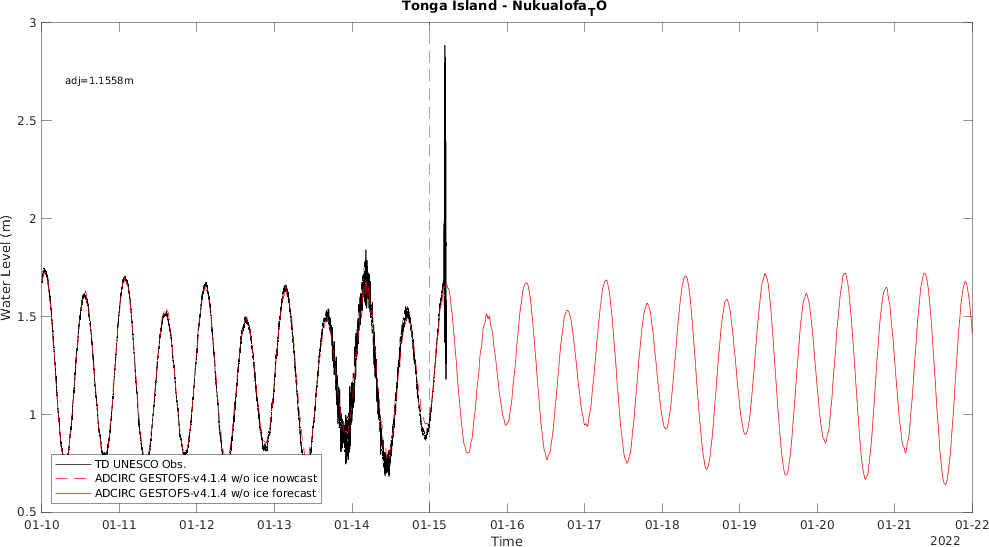 Tonga Island - Nukualofa_TO
adj=1.1558m
3
2.5
2
1.5
1
0.5
Water Level (m)
TD UNESCO Obs.
ADCIRC GESTOFS-v4.1.4 w/o ice nowcast
ADCIRC GESTOFS-v4.1.4 w/o ice forecast
01-10 01-11 01-12 01-13 01-14 01-15 01-16 01-17 01-18 01-19 01-20 01-21 01-22
Time
2022